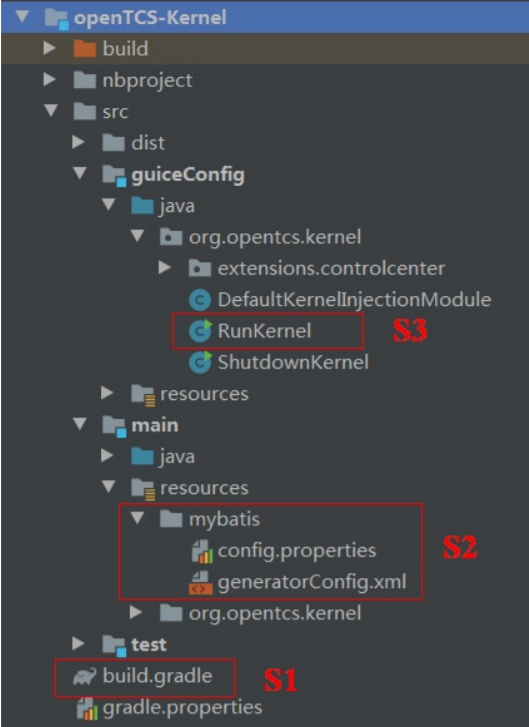 openTCS-Kernel
build
nbproject
src
dist
guiceConfig
java
org.opentcs.kernel
extensions.controlcenter
DefaultKernelInjectionModule
RunKernel S3
ShutdownKernel
resources
main
java
resources
mybatis
config.properties S2
generatorConfig.xml
org.opentcs.kernel
test
build.gradle S1
gradle.properties